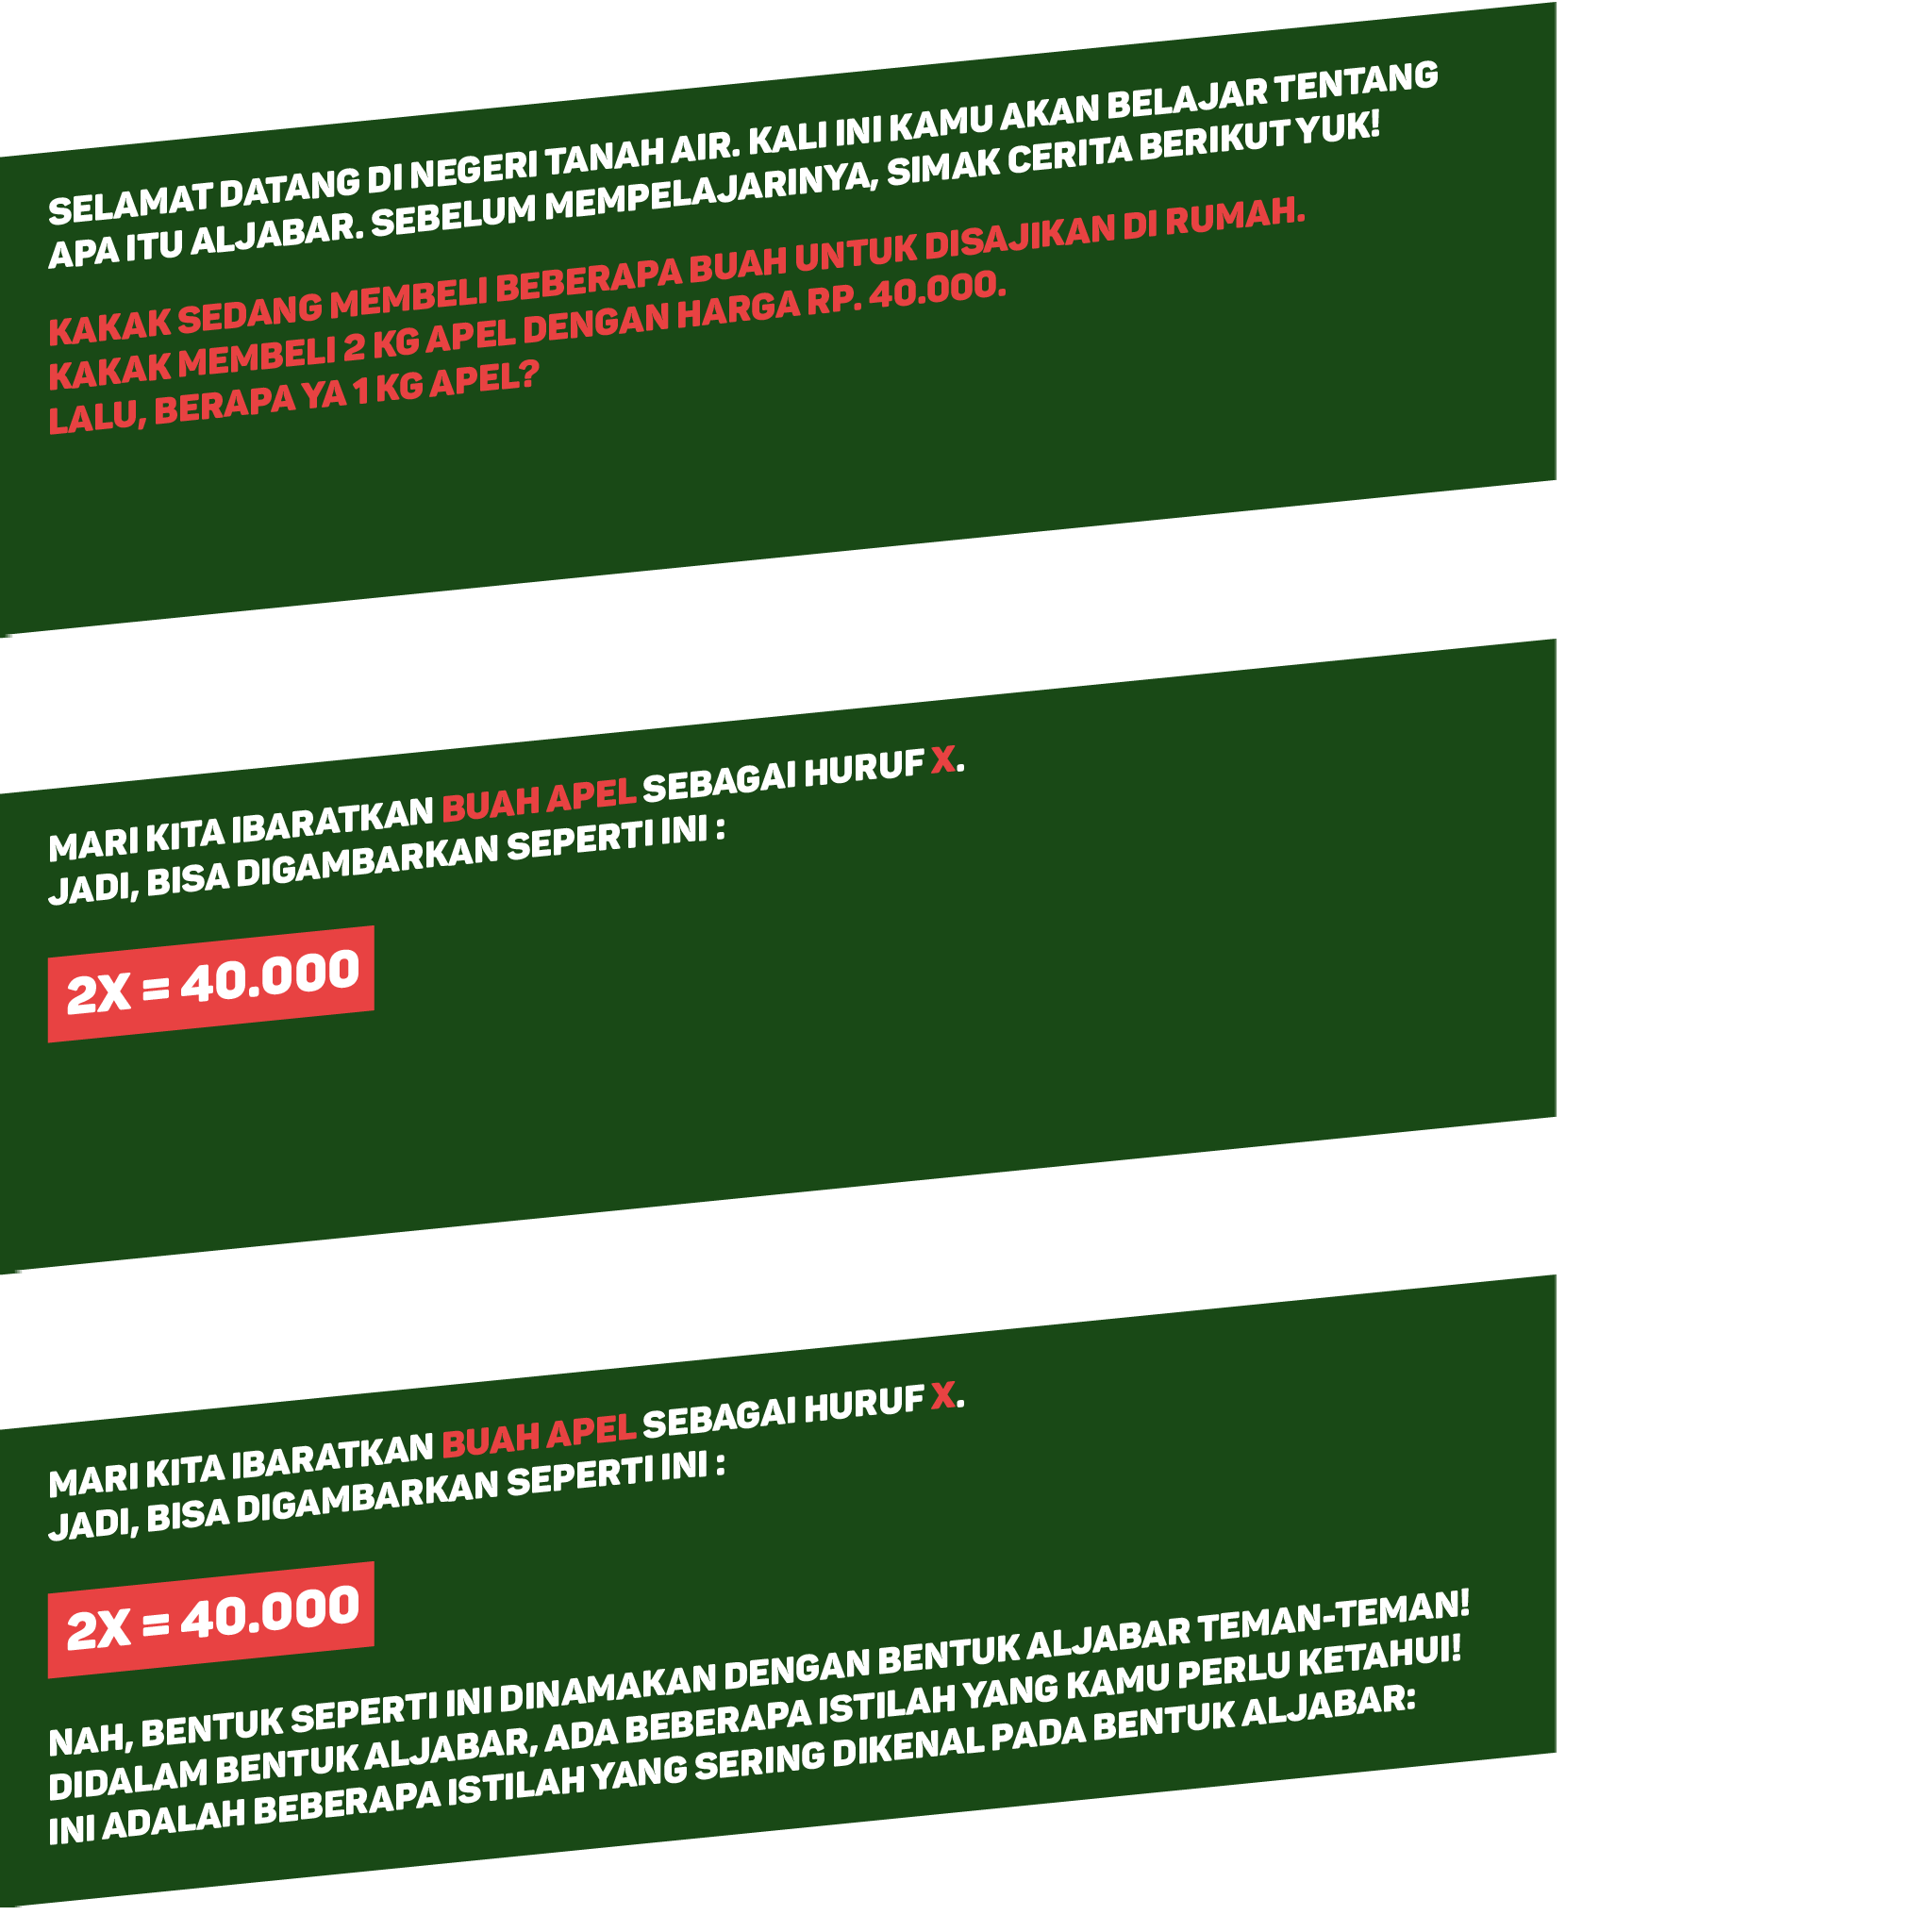 SELAMAT DATANG DI NEGERI TANAH AIR. KALI INI KAMU AKAN BELAJAR TENTANG
APA ITU ALJABAR. SEBELUM MEMPELAJARINYA, SIMAK CERITA BERIKUT YUK!
KAKAK SEDANG MEMBELI BEBERAPA BUAH UNTUK DISAJIKAN DI RUMAH.
KAKAK MEMBELI 2 KG APEL DENGAN HARGA RP. 40.000.
LALU, BERAPA YA 1 KG APEL?
MARI KITA IBARATKAN BUAH APEL SEBAGAI HURUF X.
JADI, BISA DIGAMBARKAN SEPERTI INI :
2X = 40.000
MARI KITA IBARATKAN BUAH APEL SEBAGAI HURUF X.
JADI, BISA DIGAMBARKAN SEPERTI INI :
2X = 40.000
NAH, BENTUK SEPERTI INI DINAMAKAN DENGAN BENTUK ALJABAR TEMAN-TEMAN!
DIDALAM BENTUK ALJABAR, ADA BEBERAPA ISTILAH YANG KAMU PERLU KETAHUI!
INI ADALAH BEBERAPA ISTILAH YANG SERING DIKENAL PADA BENTUK ALJABAR: